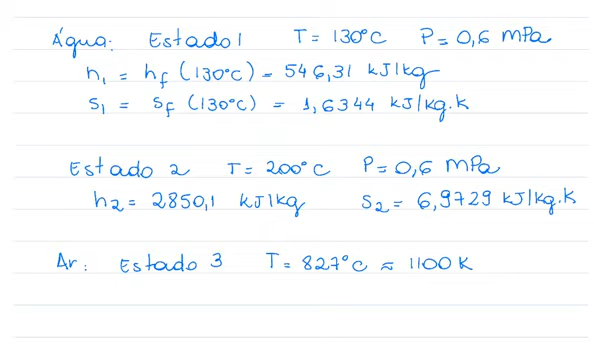 Água: Estado 1 T = 130°C P = 0,6 mPa
h₁ = hf (130°C) = 546,31 kJ/kg
s₁ = sf (130°C) = 1,6344 kJ/kg.K
Estado 2 T = 200°C P = 0,6 mPa
h₂ = 2850,1 kJ/kg s₂ = 6,9729 kJ/kg.K
Ar: Estado 3 T = 827°C ≈ 1100 K